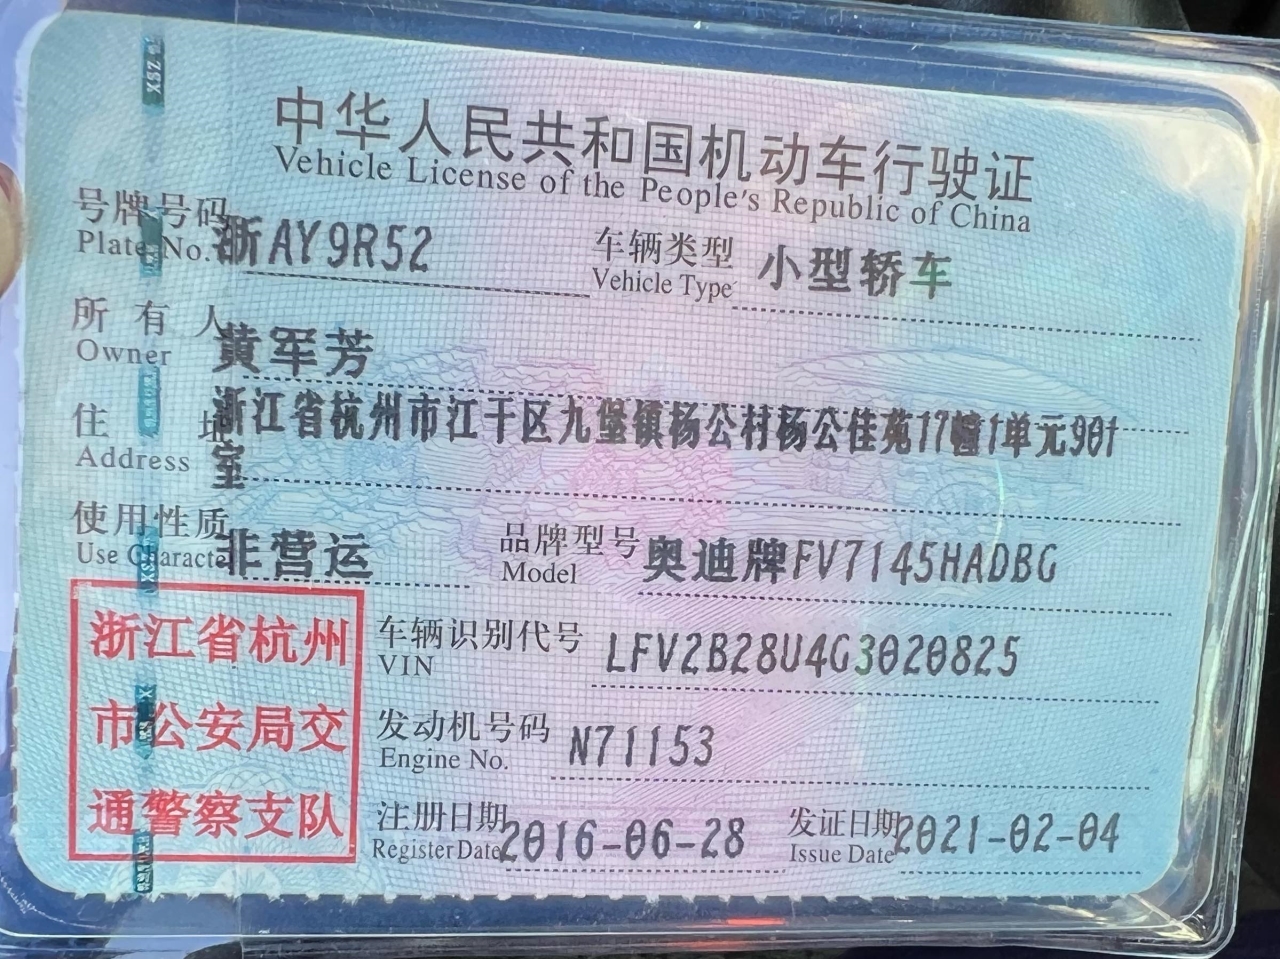 中华人民共和国机动车行驶证
Vehicle License of the People's Republic of China
号牌号码 浙AY9R52 车辆类型 小型轿车
Plate No. Vehicle Type
所有人 黄军芳
Owner
住址 浙江省杭州市江干区九堡镇杨公村杨公佳苑17幢1单元901
Address 室
使用性质 非营运 品牌型号 奥迪牌FV7145HADBG
Use Characte Model
浙江省杭州
市公安局交
通警察支队
车辆识别代号 LFV2B28U4G3020825
VIN
发动机号码 N71153
Engine No.
注册日期 2016-06-28 发证日期 2021-02-04
Register Date Issue Date